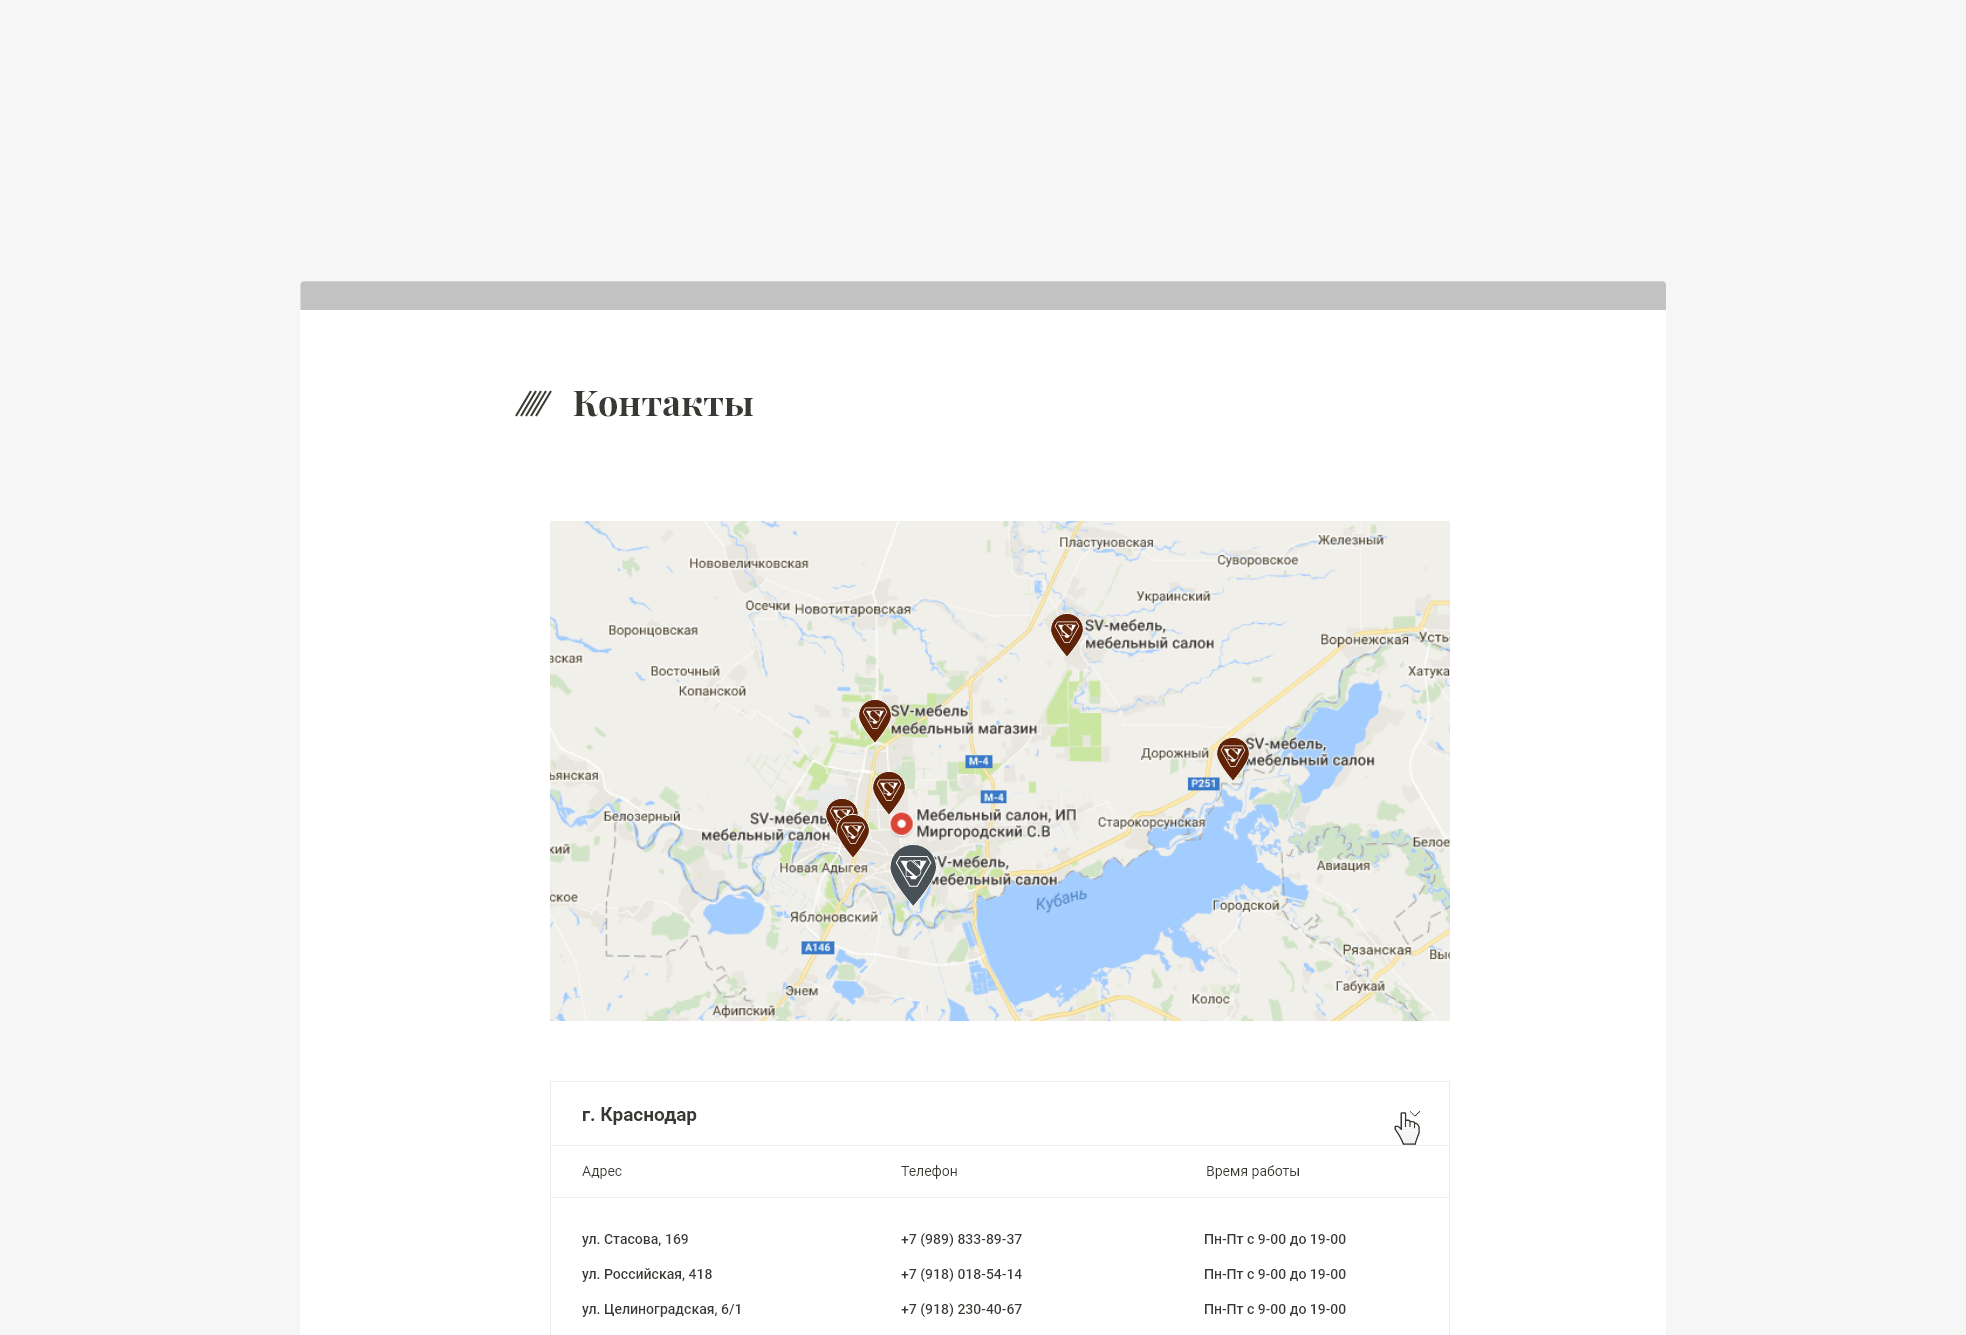 Контакты
Пластуновская
Железный
Суворовское
Нововеличковская
Украинский
Осечки
Новотитаровская
SV-мебель,
мебельный салон
Воронцовская
Воронежская
Усть-
вская
Восточный
Хатука
Копанской
SV-мебель
мебельный магазин
SV-мебель,
мебельный салон
Дорожный
М-4
Р251
ьянская
М-4
Белозерный
SV-мебель
мебельный салон
Мебельный салон, ИП
Миргородский С.В
Старокорсунская
кий
Белое
Новая Адыгея
SV-мебель,
мебельный салон
Авиация
ское
Кубань
Городской
Яблоновский
А146
Рязанская
Выс
Энем
Габукай
Колос
Афипский
г. Краснодар
Адрес
Телефон
Время работы
ул. Стасова, 169
+7 (989) 833-89-37
Пн-Пт с 9-00 до 19-00
ул. Российская, 418
+7 (918) 018-54-14
Пн-Пт с 9-00 до 19-00
ул. Целиноградская, 6/1
+7 (918) 230-40-67
Пн-Пт с 9-00 до 19-00